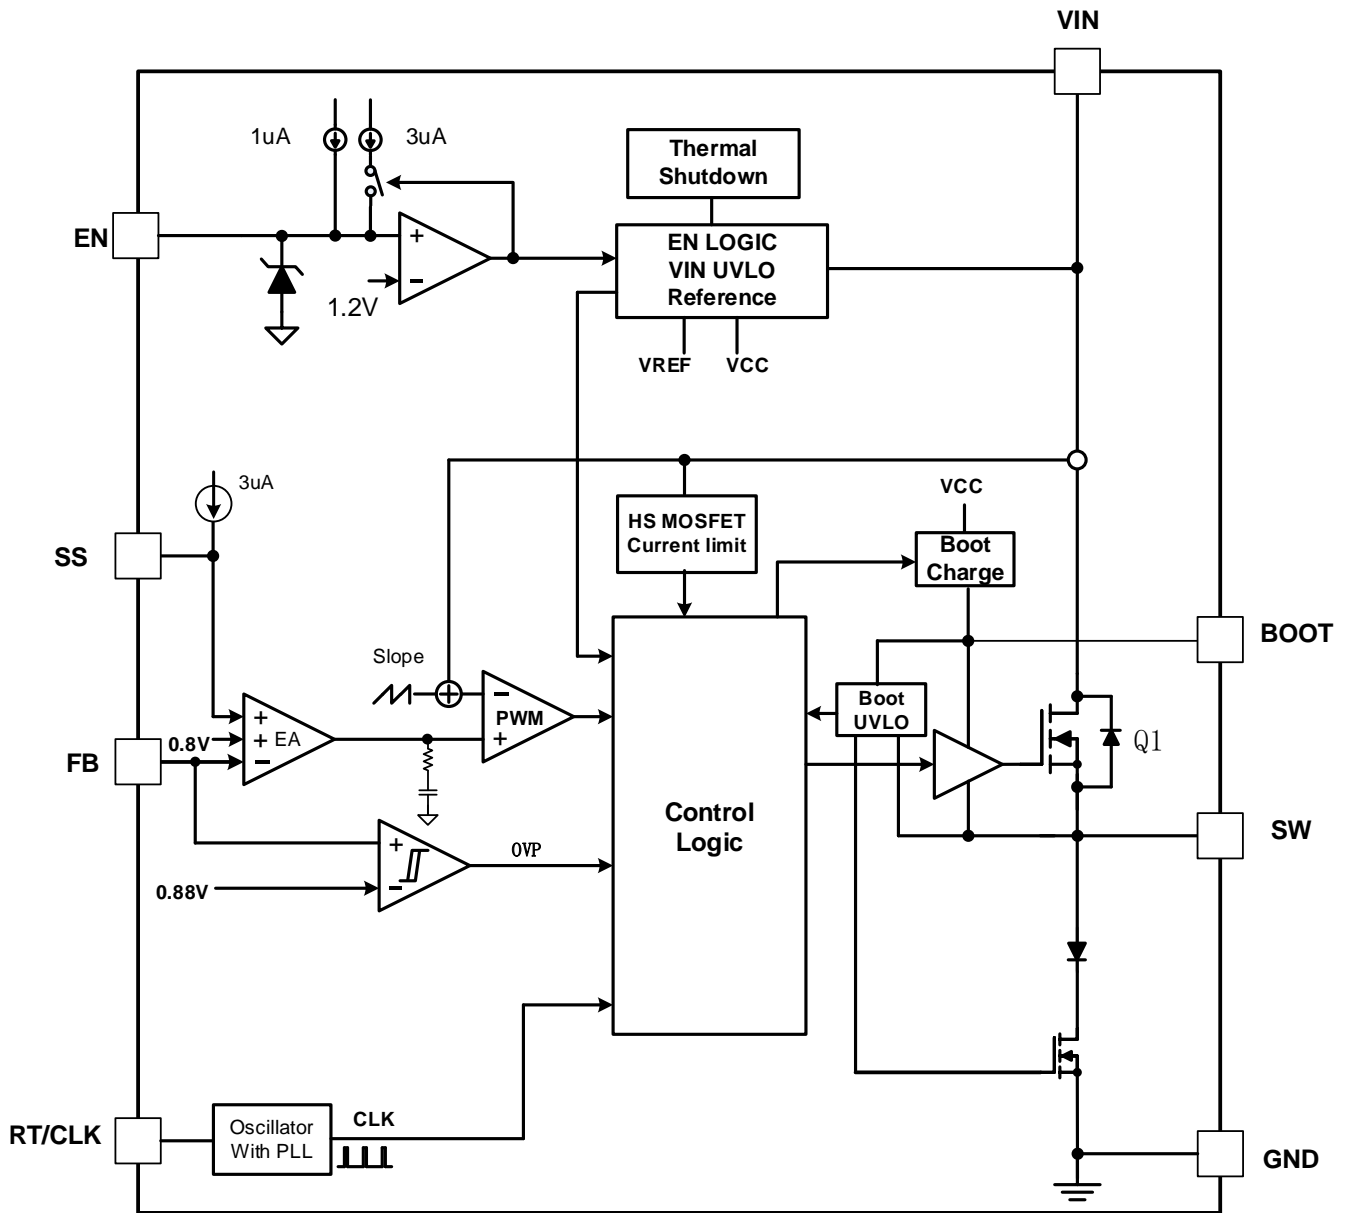 VIN
1uA
3uA
Thermal
Shutdown
EN
+
EN LOGIC
VIN UVLO
Reference
−
1.2V
VREF
VCC
3uA
VCC
SS
HS MOSFET
Current limit
Boot
Charge
BOOT
Slope
+
−
PWM
+
Boot
UVLO
+
0.8V
+ EA
−
FB
Q1
Control
Logic
SW
+
OVP
0.88V
−
CLK
RT/CLK
Oscillator
With PLL
GND